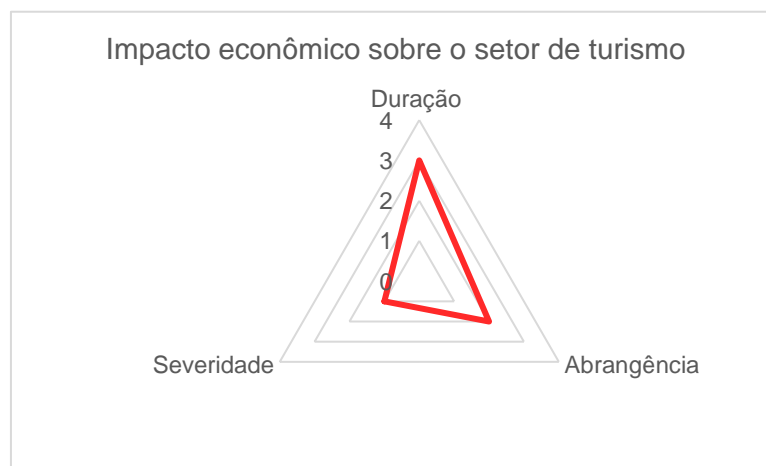 Impacto econômico sobre o setor de turismo
Duração
4
3
2
1
0
Severidade
Abrangência